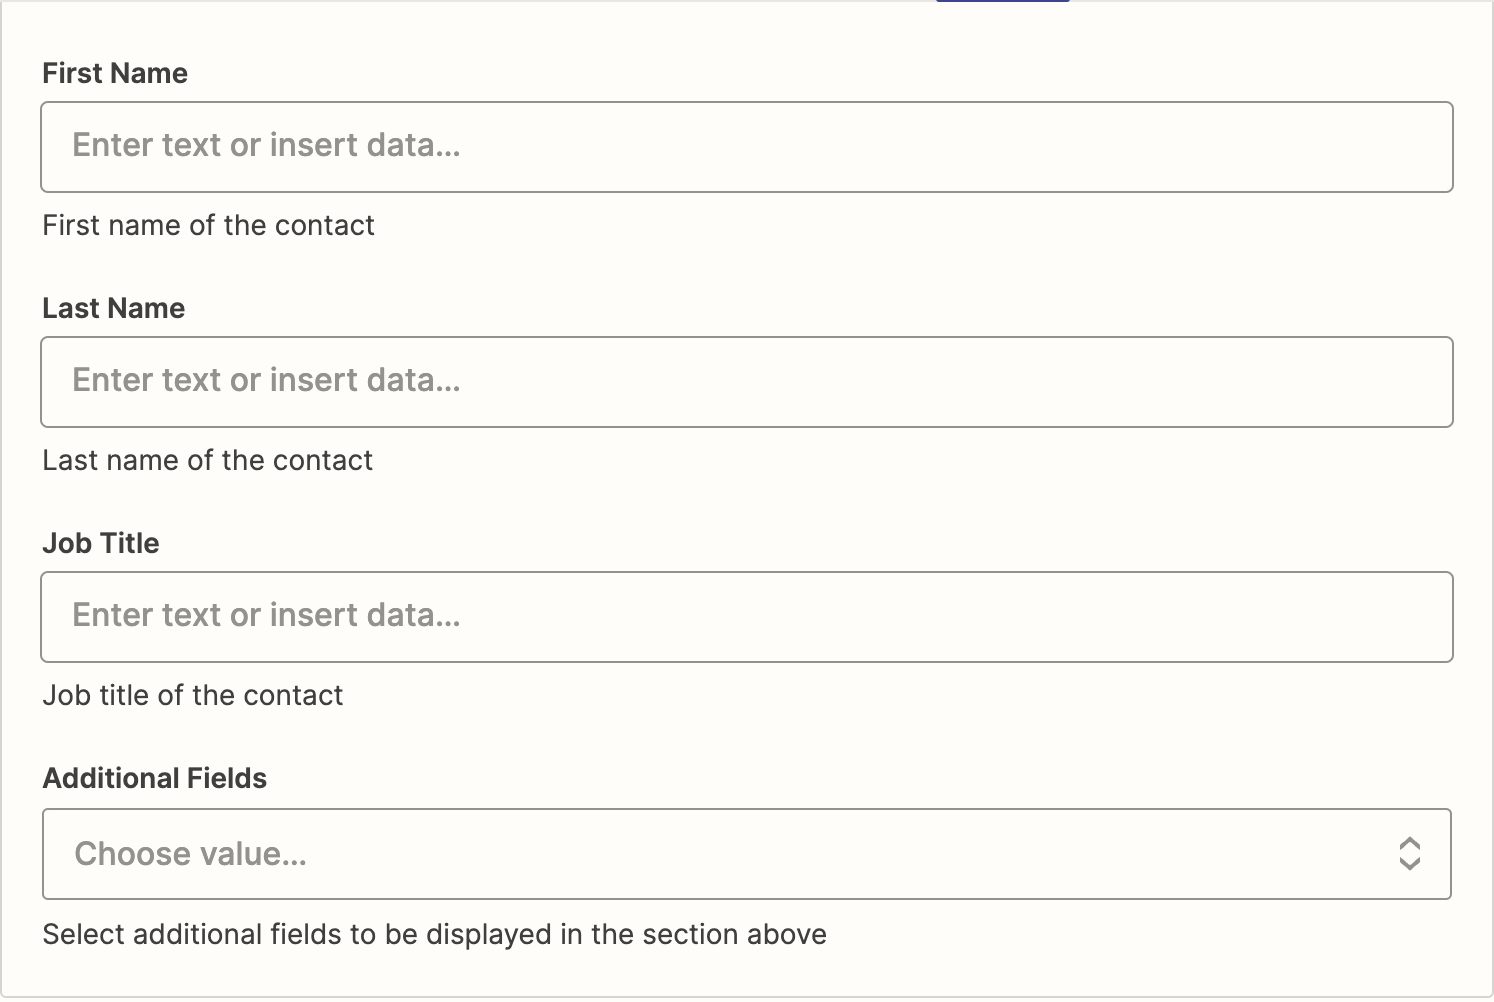 First Name
Enter text or insert data...
First name of the contact
Last Name
Enter text or insert data...
Last name of the contact
Job Title
Enter text or insert data...
Job title of the contact
Additional Fields
Choose value...
Select additional fields to be displayed in the section above